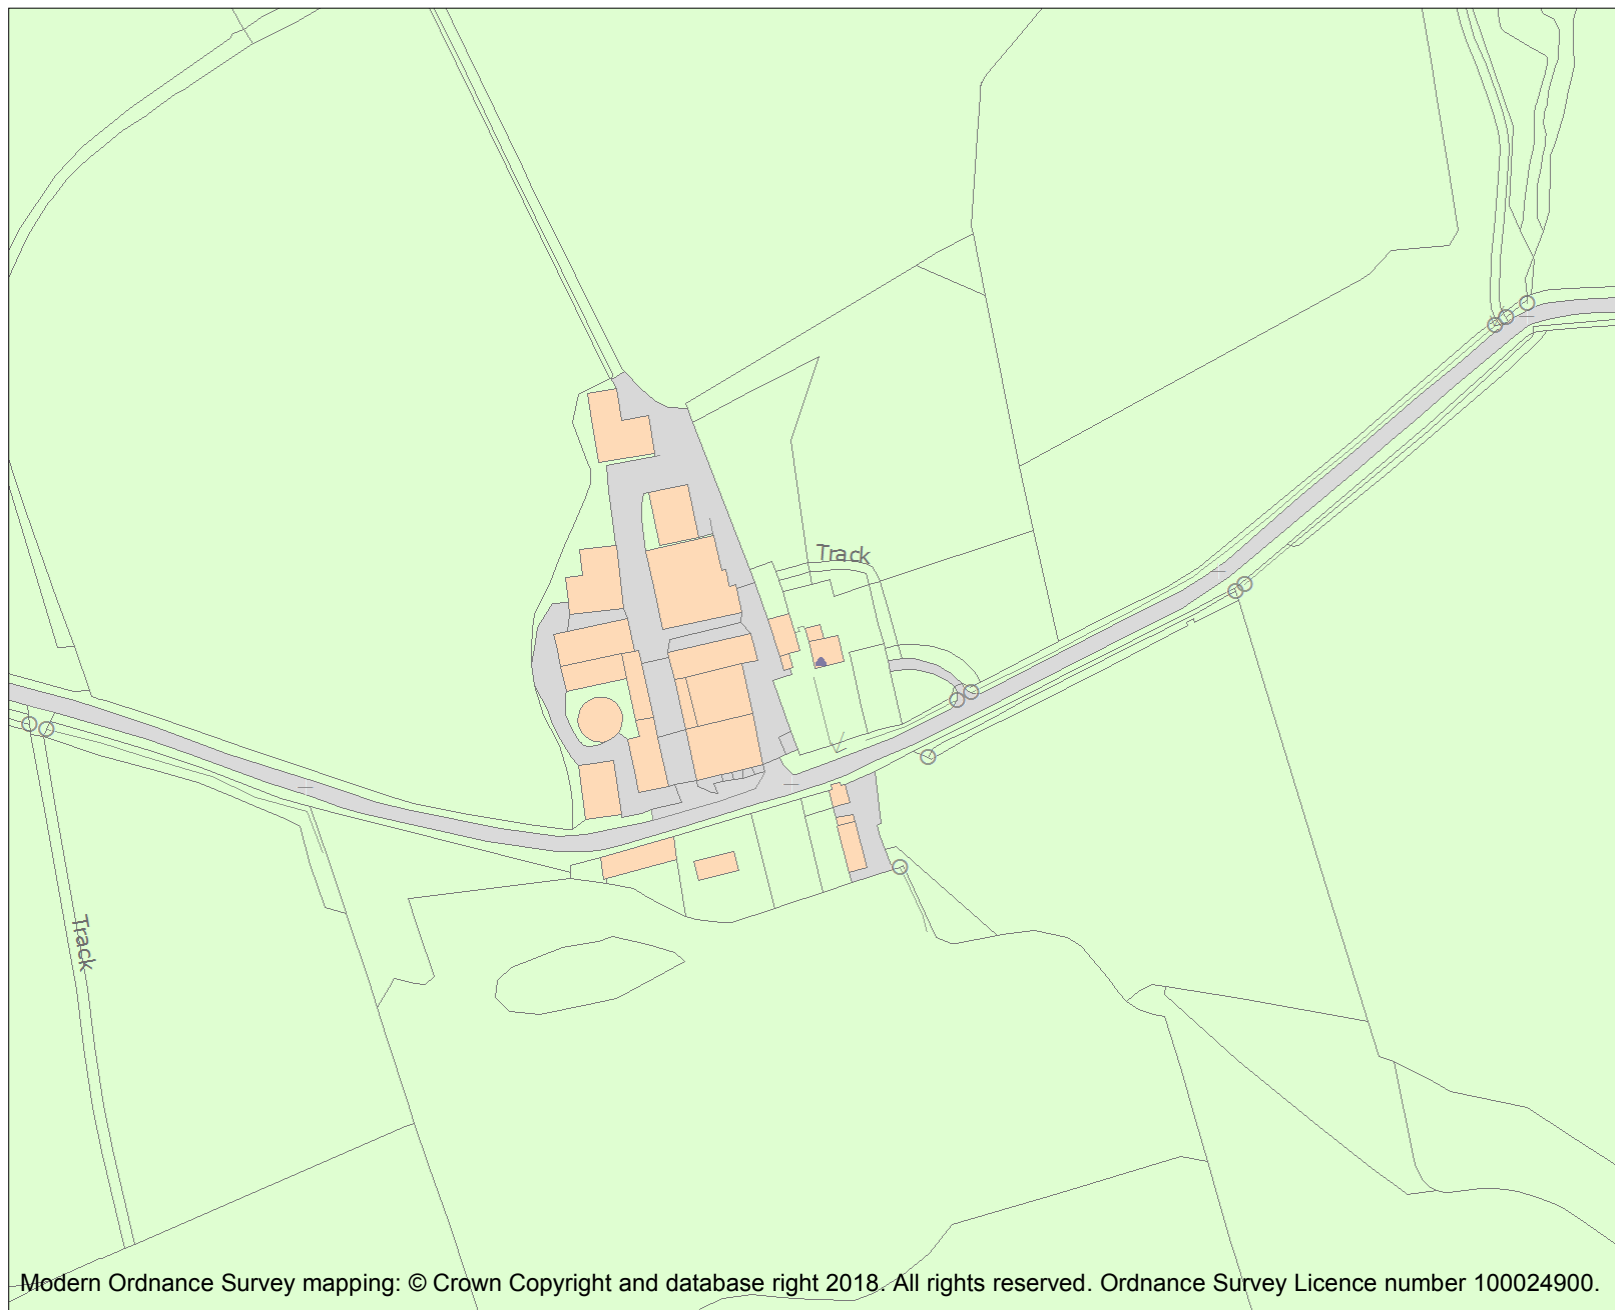 Track
Track
Modern Ordnance Survey mapping: © Crown Copyright and database right 2018. All rights reserved. Ordnance Survey Licence number 100024900.